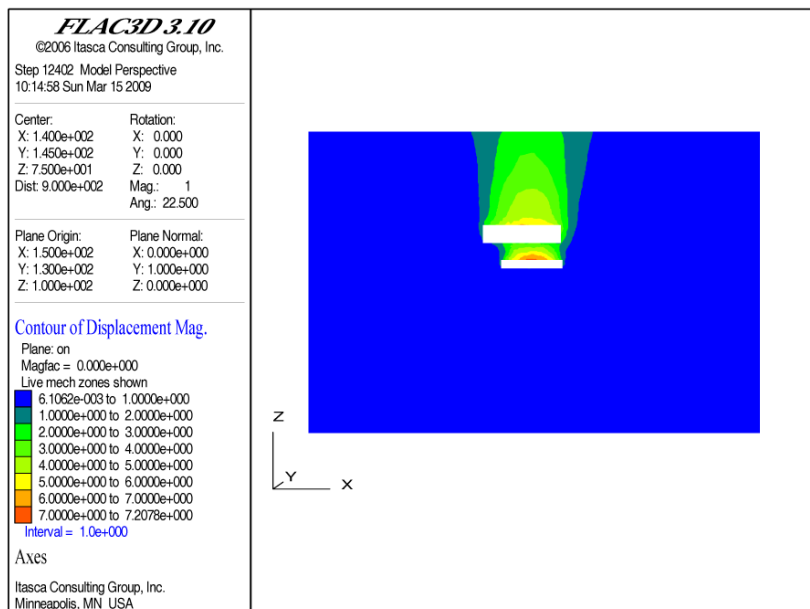 FLAC3D 3.10
©2006 Itasca Consulting Group, Inc.
Step 12402 Model Perspective
10:14:58 Sun Mar 15 2009
Center: Rotation:
X: 1.400e+002 X: 0.000
Y: 1.450e+002 Y: 0.000
Z: 7.500e+001 Z: 0.000
Dist: 9.000e+002 Mag.: 1
Ang.: 22.500
Plane Origin: Plane Normal:
X: 1.500e+002 X: 0.000e+000
Y: 1.300e+002 Y: 1.000e+000
Z: 1.000e+002 Z: 0.000e+000
Contour of Displacement Mag.
Plane: on
Magfac = 0.000e+000
Live mech zones shown
6.1062e-003 to 1.0000e+000
1.0000e+000 to 2.0000e+000
2.0000e+000 to 3.0000e+000
3.0000e+000 to 4.0000e+000
4.0000e+000 to 5.0000e+000
5.0000e+000 to 6.0000e+000
6.0000e+000 to 7.0000e+000
7.0000e+000 to 7.2078e+000
Interval = 1.0e+000
Axes
Itasca Consulting Group, Inc.
Minneapolis, MN USA
Z
Y
X